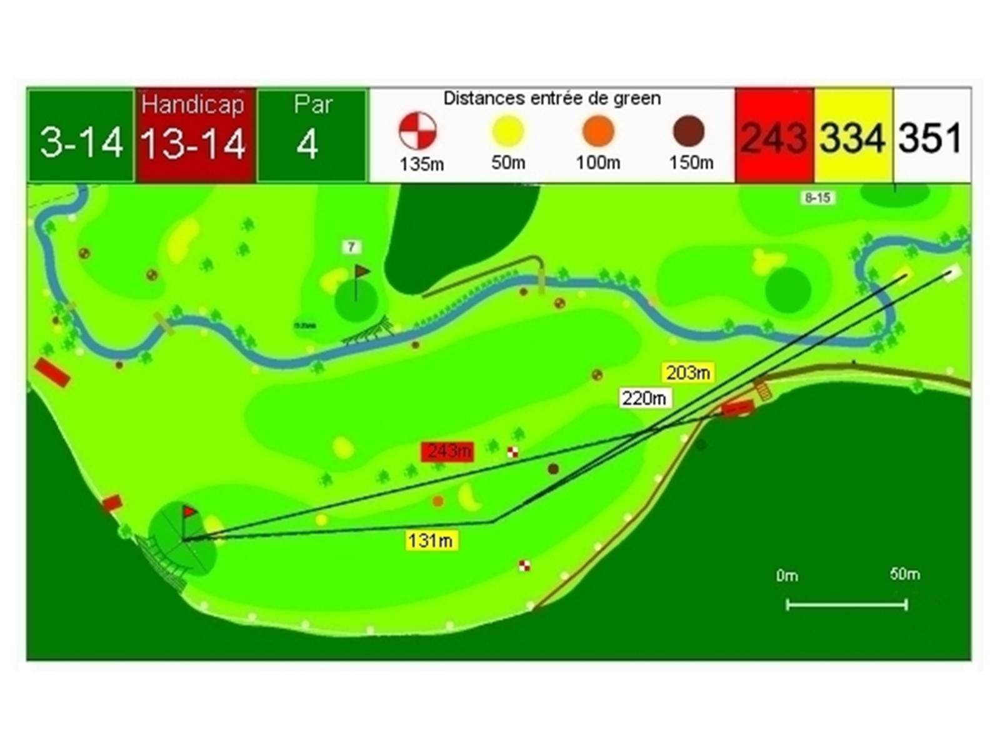 3-14
Handicap
13-14
Par
4
Distances entrée de green
135m
50m
100m
150m
243
334
351
8-15
7
203m
220m
243m
131m
0m
50m